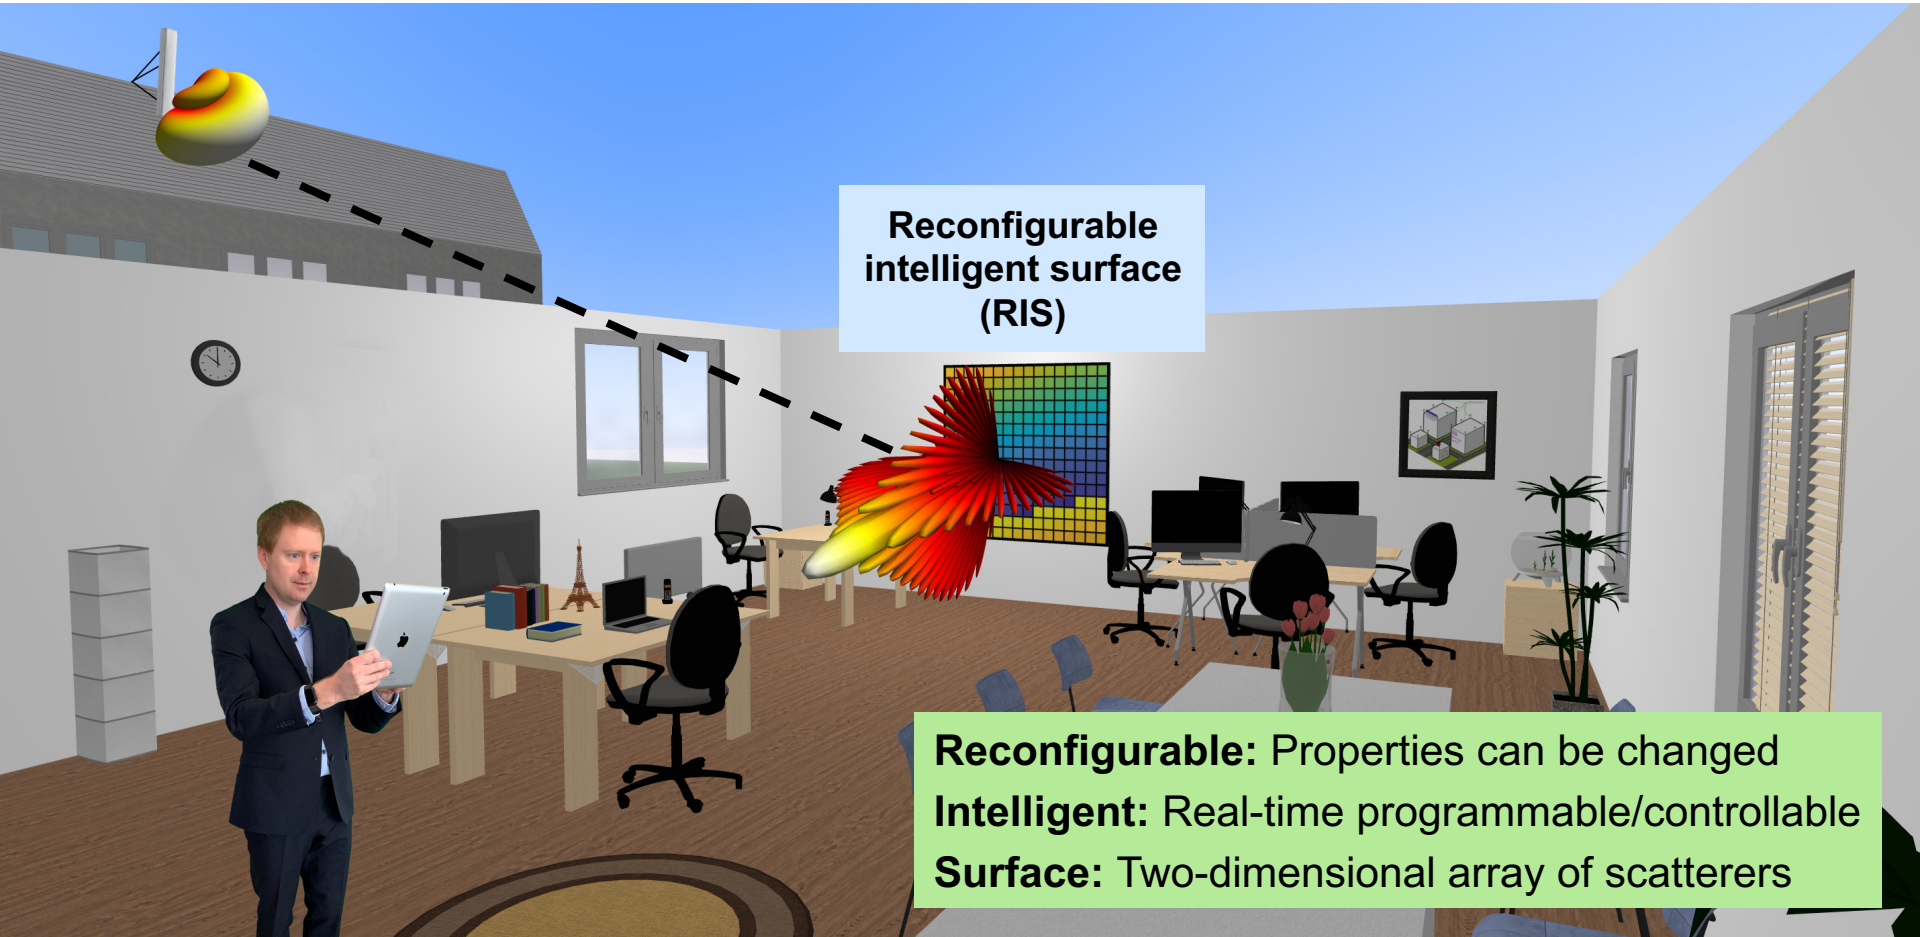 Reconfigurable
intelligent surface
(RIS)
Reconfigurable: Properties can be changed
Intelligent: Real-time programmable/controllable
Surface: Two-dimensional array of scatterers